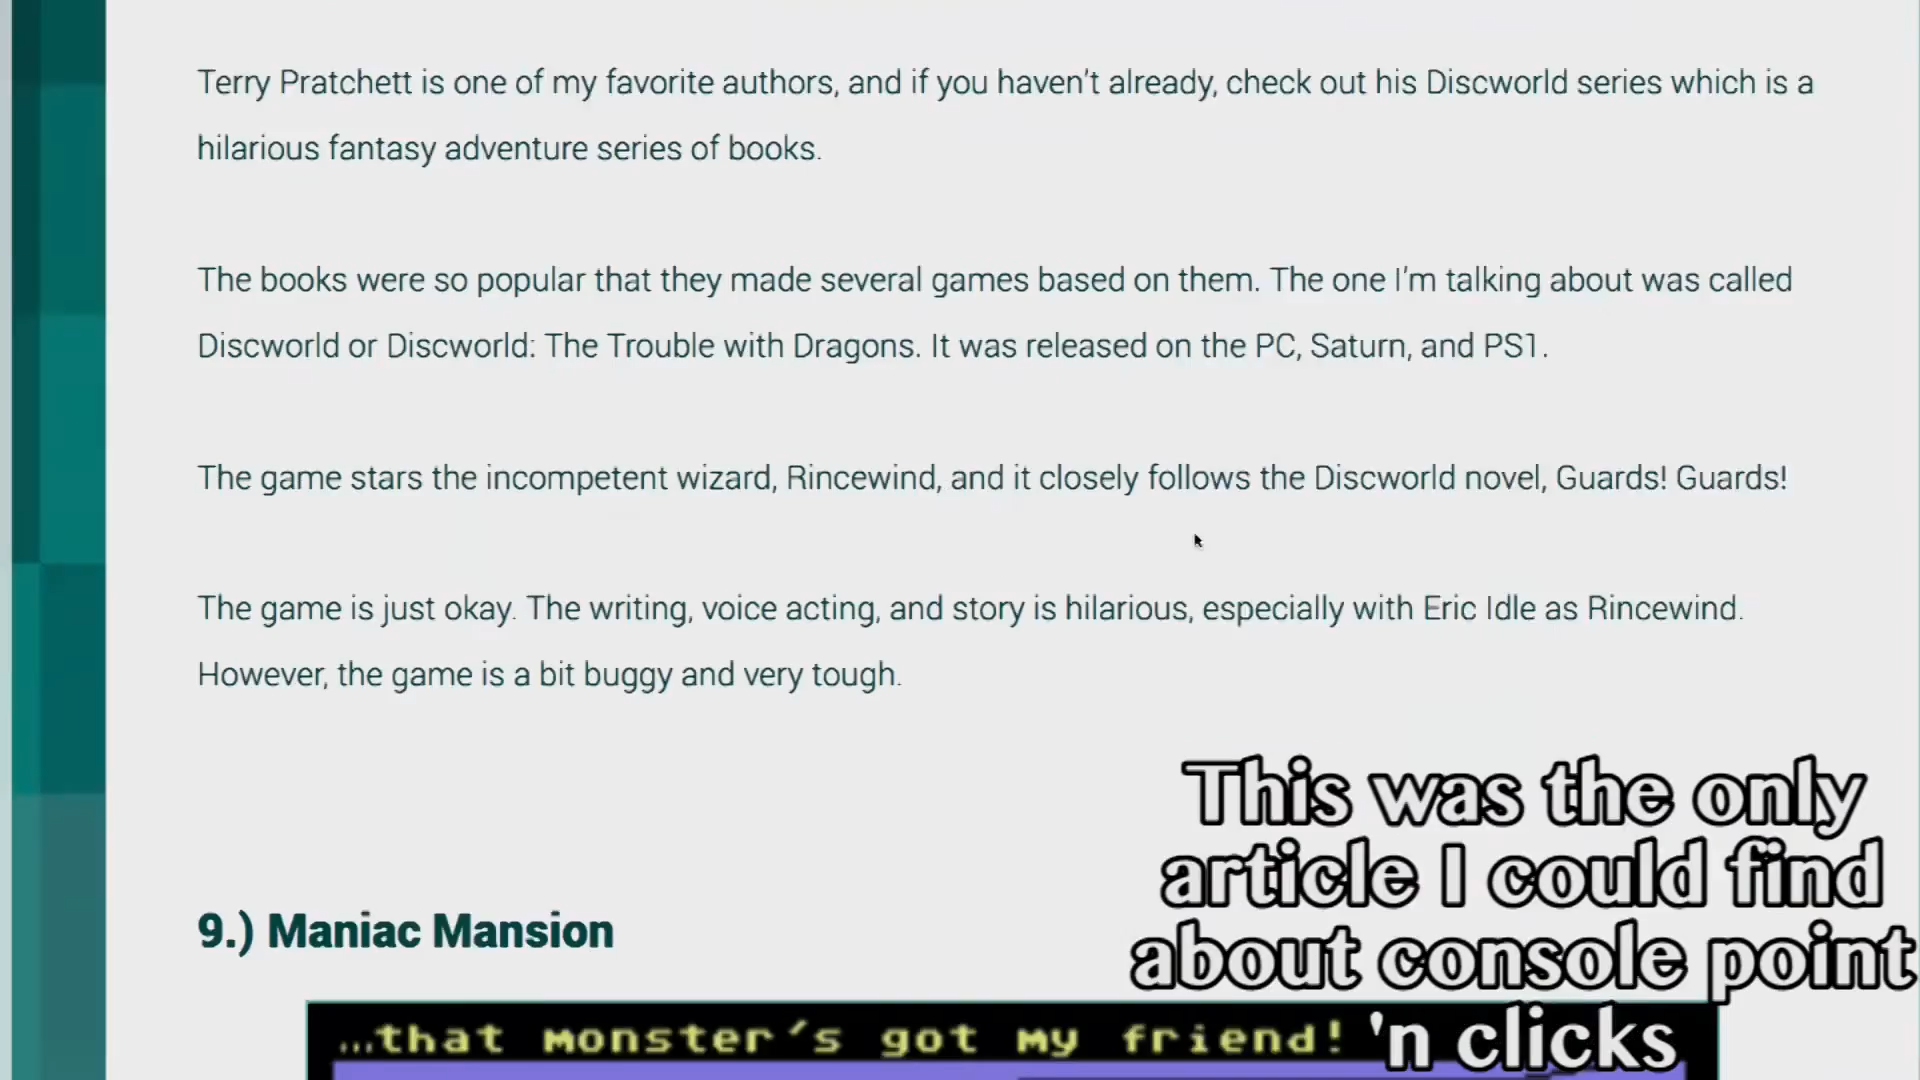 Terry Pratchett is one of my favorite authors, and if you haven't already, check out his Discworld series which is a
hilarious fantasy adventure series of books.
The books were so popular that they made several games based on them. The one I'm talking about was called
Discworld or Discworld: The Trouble with Dragons. It was released on the PC, Saturn, and PS1.
The game stars the incompetent wizard, Rincewind, and it closely follows the Discworld novel, Guards! Guards!
The game is just okay. The writing, voice acting, and story is hilarious, especially with Eric Idle as Rincewind.
However, the game is a bit buggy and very tough.
This was the only
article I could find
about console point
'n clicks
9.) Maniac Mansion
...that monster's got my friend!